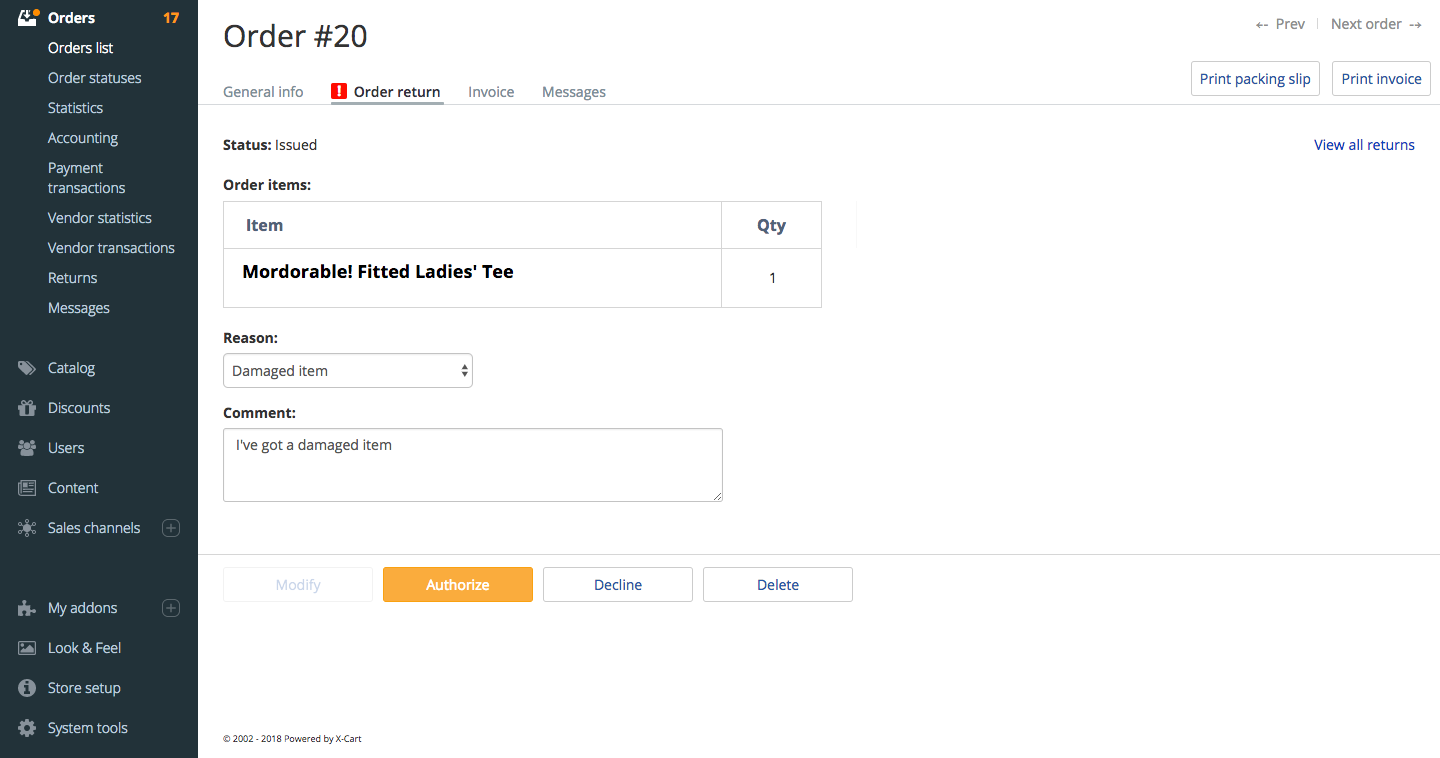 Orders 17
Orders list
Order statuses
Statistics
Accounting
Payment
transactions
Vendor statistics
Vendor transactions
Returns
Messages
Catalog
Discounts
Users
Content
Sales channels
My addons
Look & Feel
Store setup
System tools
Order #20
← Prev | Next order →
General info ! Order return Invoice Messages
Print packing slip Print invoice
Status: Issued
View all returns
Order items:
Item Qty
Mordorable! Fitted Ladies' Tee 1
Reason:
Damaged item
Comment:
I've got a damaged item
Modify Authorize Decline Delete
© 2002 - 2018 Powered by X-Cart